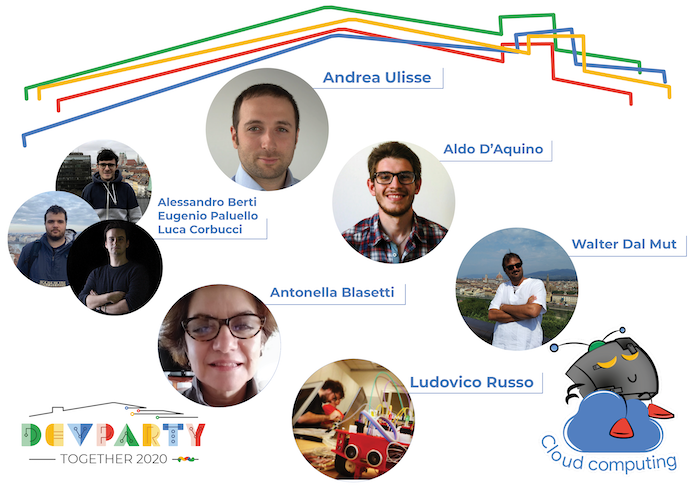 Andrea Ulisse
Aldo D'Aquino
Alessandro Berti
Eugenio Paluello
Luca Corbucci
Walter Dal Mut
Antonella Blasetti
Ludovico Russo
DEVPARTY
TOGETHER 2020
Cloud computing